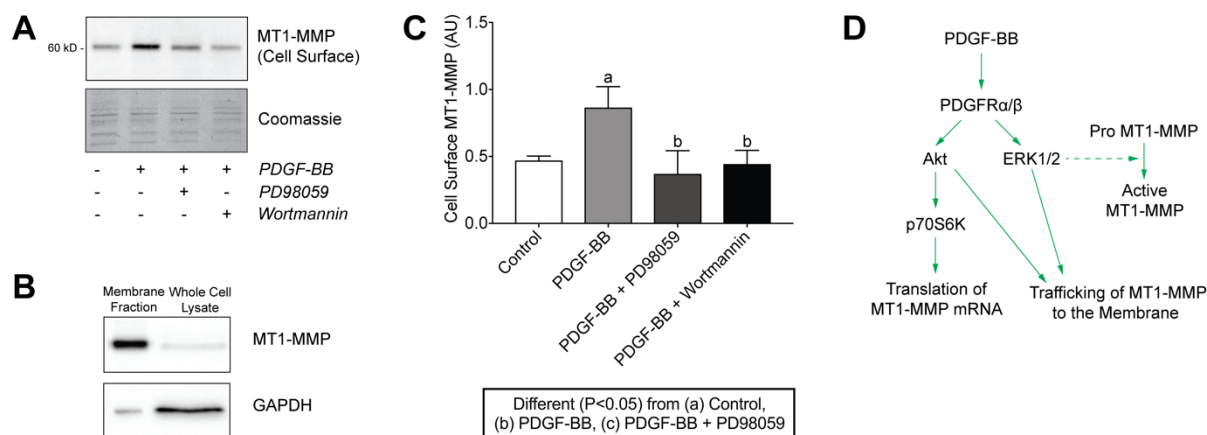 A
60 kD -
MT1-MMP
(Cell Surface)
Coomassie
- + + + PDGF-BB
- - + - PD98059
- - - + Wortmannin
B
Membrane Fraction
Whole Cell Lysate
MT1-MMP
GAPDH
C
Cell Surface MT1-MMP (AU)
1.5
1.0
0.5
0.0
a
b
b
Control
PDGF-BB
PDGF-BB + PD98059
PDGF-BB + Wortmannin
Different (P<0.05) from (a) Control,
(b) PDGF-BB, (c) PDGF-BB + PD98059
D
PDGF-BB
PDGFRα/β
Akt
ERK1/2
Pro MT1-MMP
Active
MT1-MMP
p70S6K
Translation of
MT1-MMP mRNA
Trafficking of MT1-MMP
to the Membrane